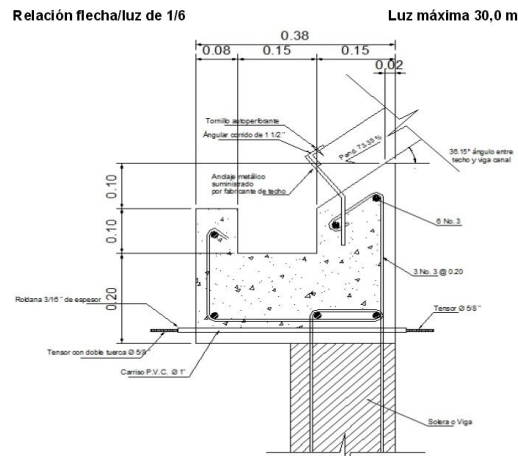 Relación flecha/luz de 1/6
Luz máxima 30,0 m
0.38
0.08
0.15
0.15
0,02
Tornillo autoperforante
Ángular corrido de 1 1/2"
Pend. 73.35 %
36.15° ángulo entre
techo y viga canal
Anclaje metálico
suministrado
por fabricante de techo
0.10
0.10
0.20
6 No. 3
3 No. 3 @ 0.20
Roldana 3/16" de espesor
Tensor Ø 5/8"
Tensor con doble tuerca Ø 5/8
Carriso P.V.C. Ø 1"
Solera o Viga